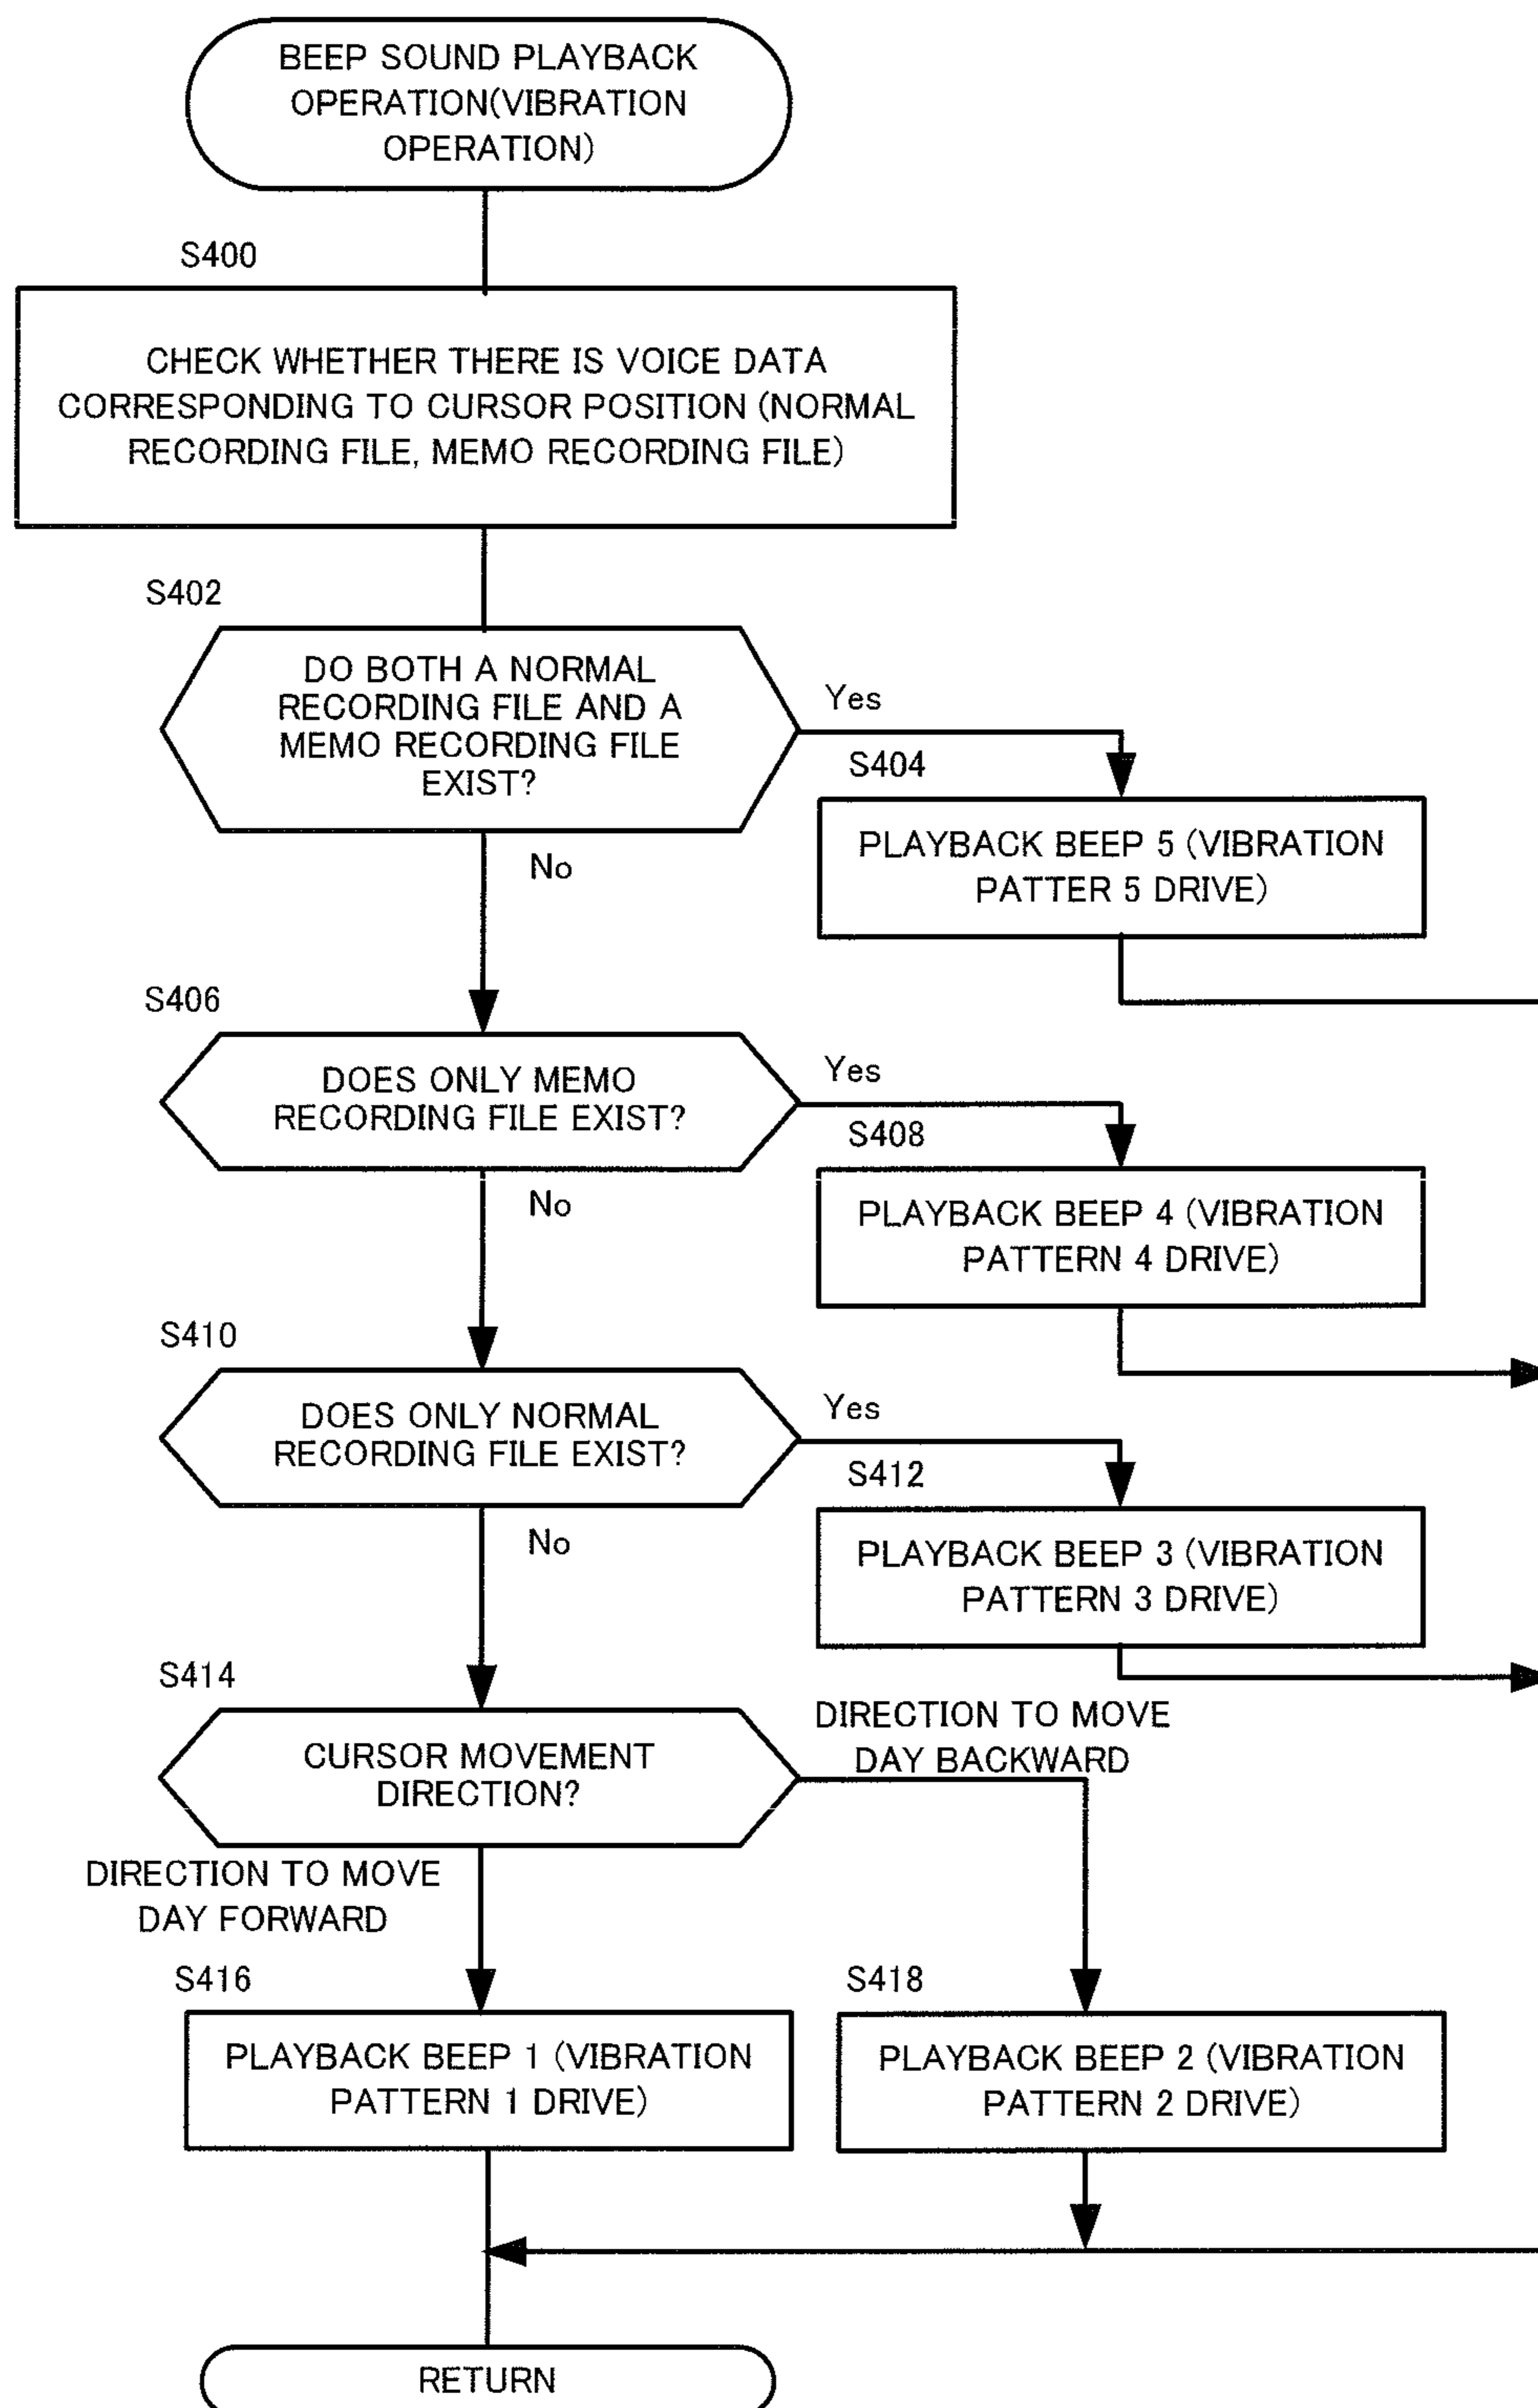 BEEP SOUND PLAYBACK
OPERATION(VIBRATION
OPERATION)
S400
CHECK WHETHER THERE IS VOICE DATA
CORRESPONDING TO CURSOR POSITION (NORMAL
RECORDING FILE, MEMO RECORDING FILE)
S402
DO BOTH A NORMAL
RECORDING FILE AND A
MEMO RECORDING FILE
EXIST?
Yes
S404
PLAYBACK BEEP 5 (VIBRATION
PATTER 5 DRIVE)
No
S406
DOES ONLY MEMO
RECORDING FILE EXIST?
Yes
S408
PLAYBACK BEEP 4 (VIBRATION
PATTERN 4 DRIVE)
No
S410
DOES ONLY NORMAL
RECORDING FILE EXIST?
Yes
S412
PLAYBACK BEEP 3 (VIBRATION
PATTERN 3 DRIVE)
No
S414
CURSOR MOVEMENT
DIRECTION?
DIRECTION TO MOVE
DAY BACKWARD
DIRECTION TO MOVE
DAY FORWARD
S416
PLAYBACK BEEP 1 (VIBRATION
PATTERN 1 DRIVE)
S418
PLAYBACK BEEP 2 (VIBRATION
PATTERN 2 DRIVE)
RETURN